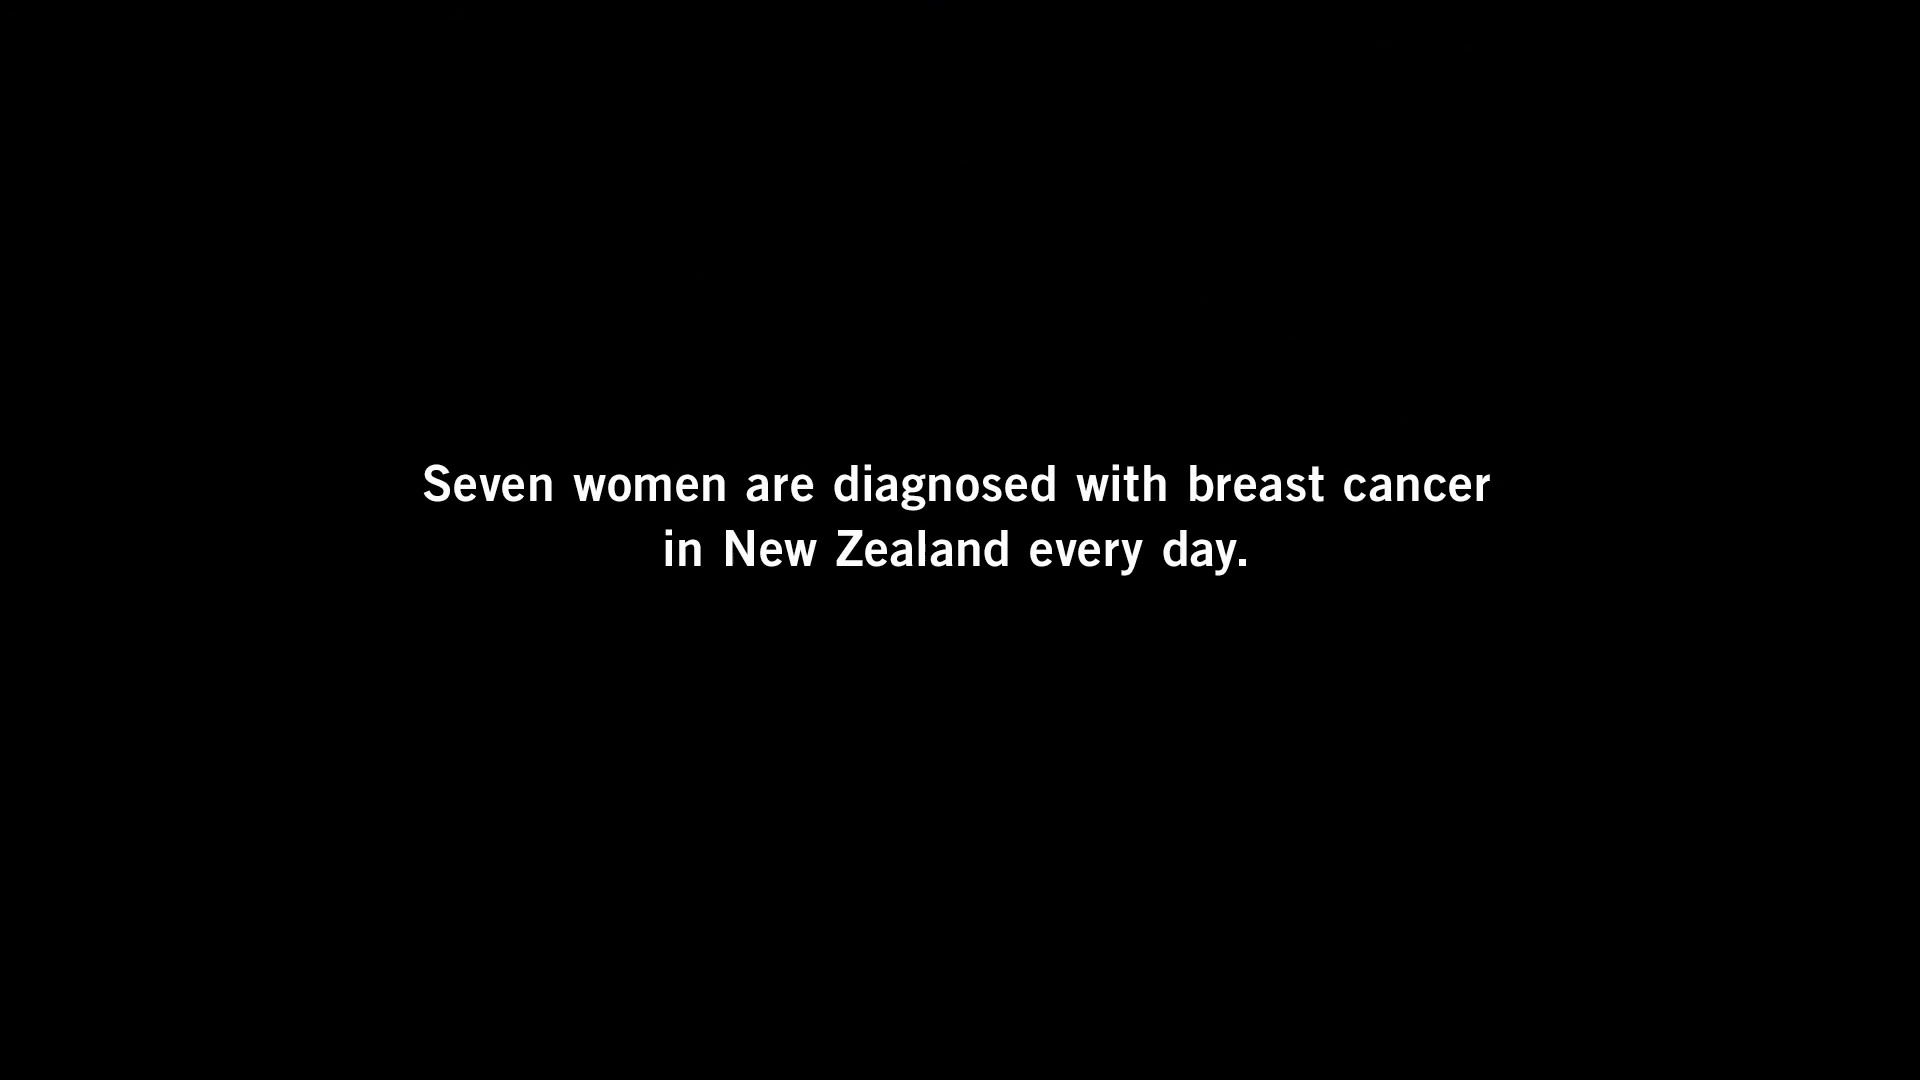 Seven women are diagnosed with breast cancer
in New Zealand every day.